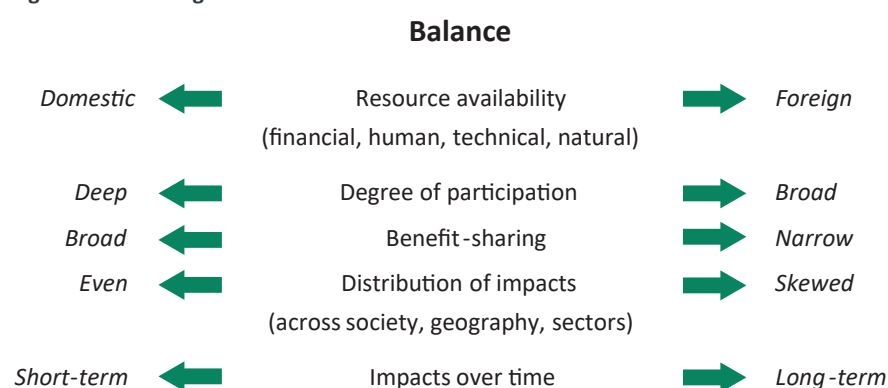 Balance
Domestic Resource availability Foreign
(financial, human, technical, natural)
Deep Degree of participation Broad
Broad Benefit-sharing Narrow
Even Distribution of impacts Skewed
(across society, geography, sectors)
Short-term Impacts over time Long-term